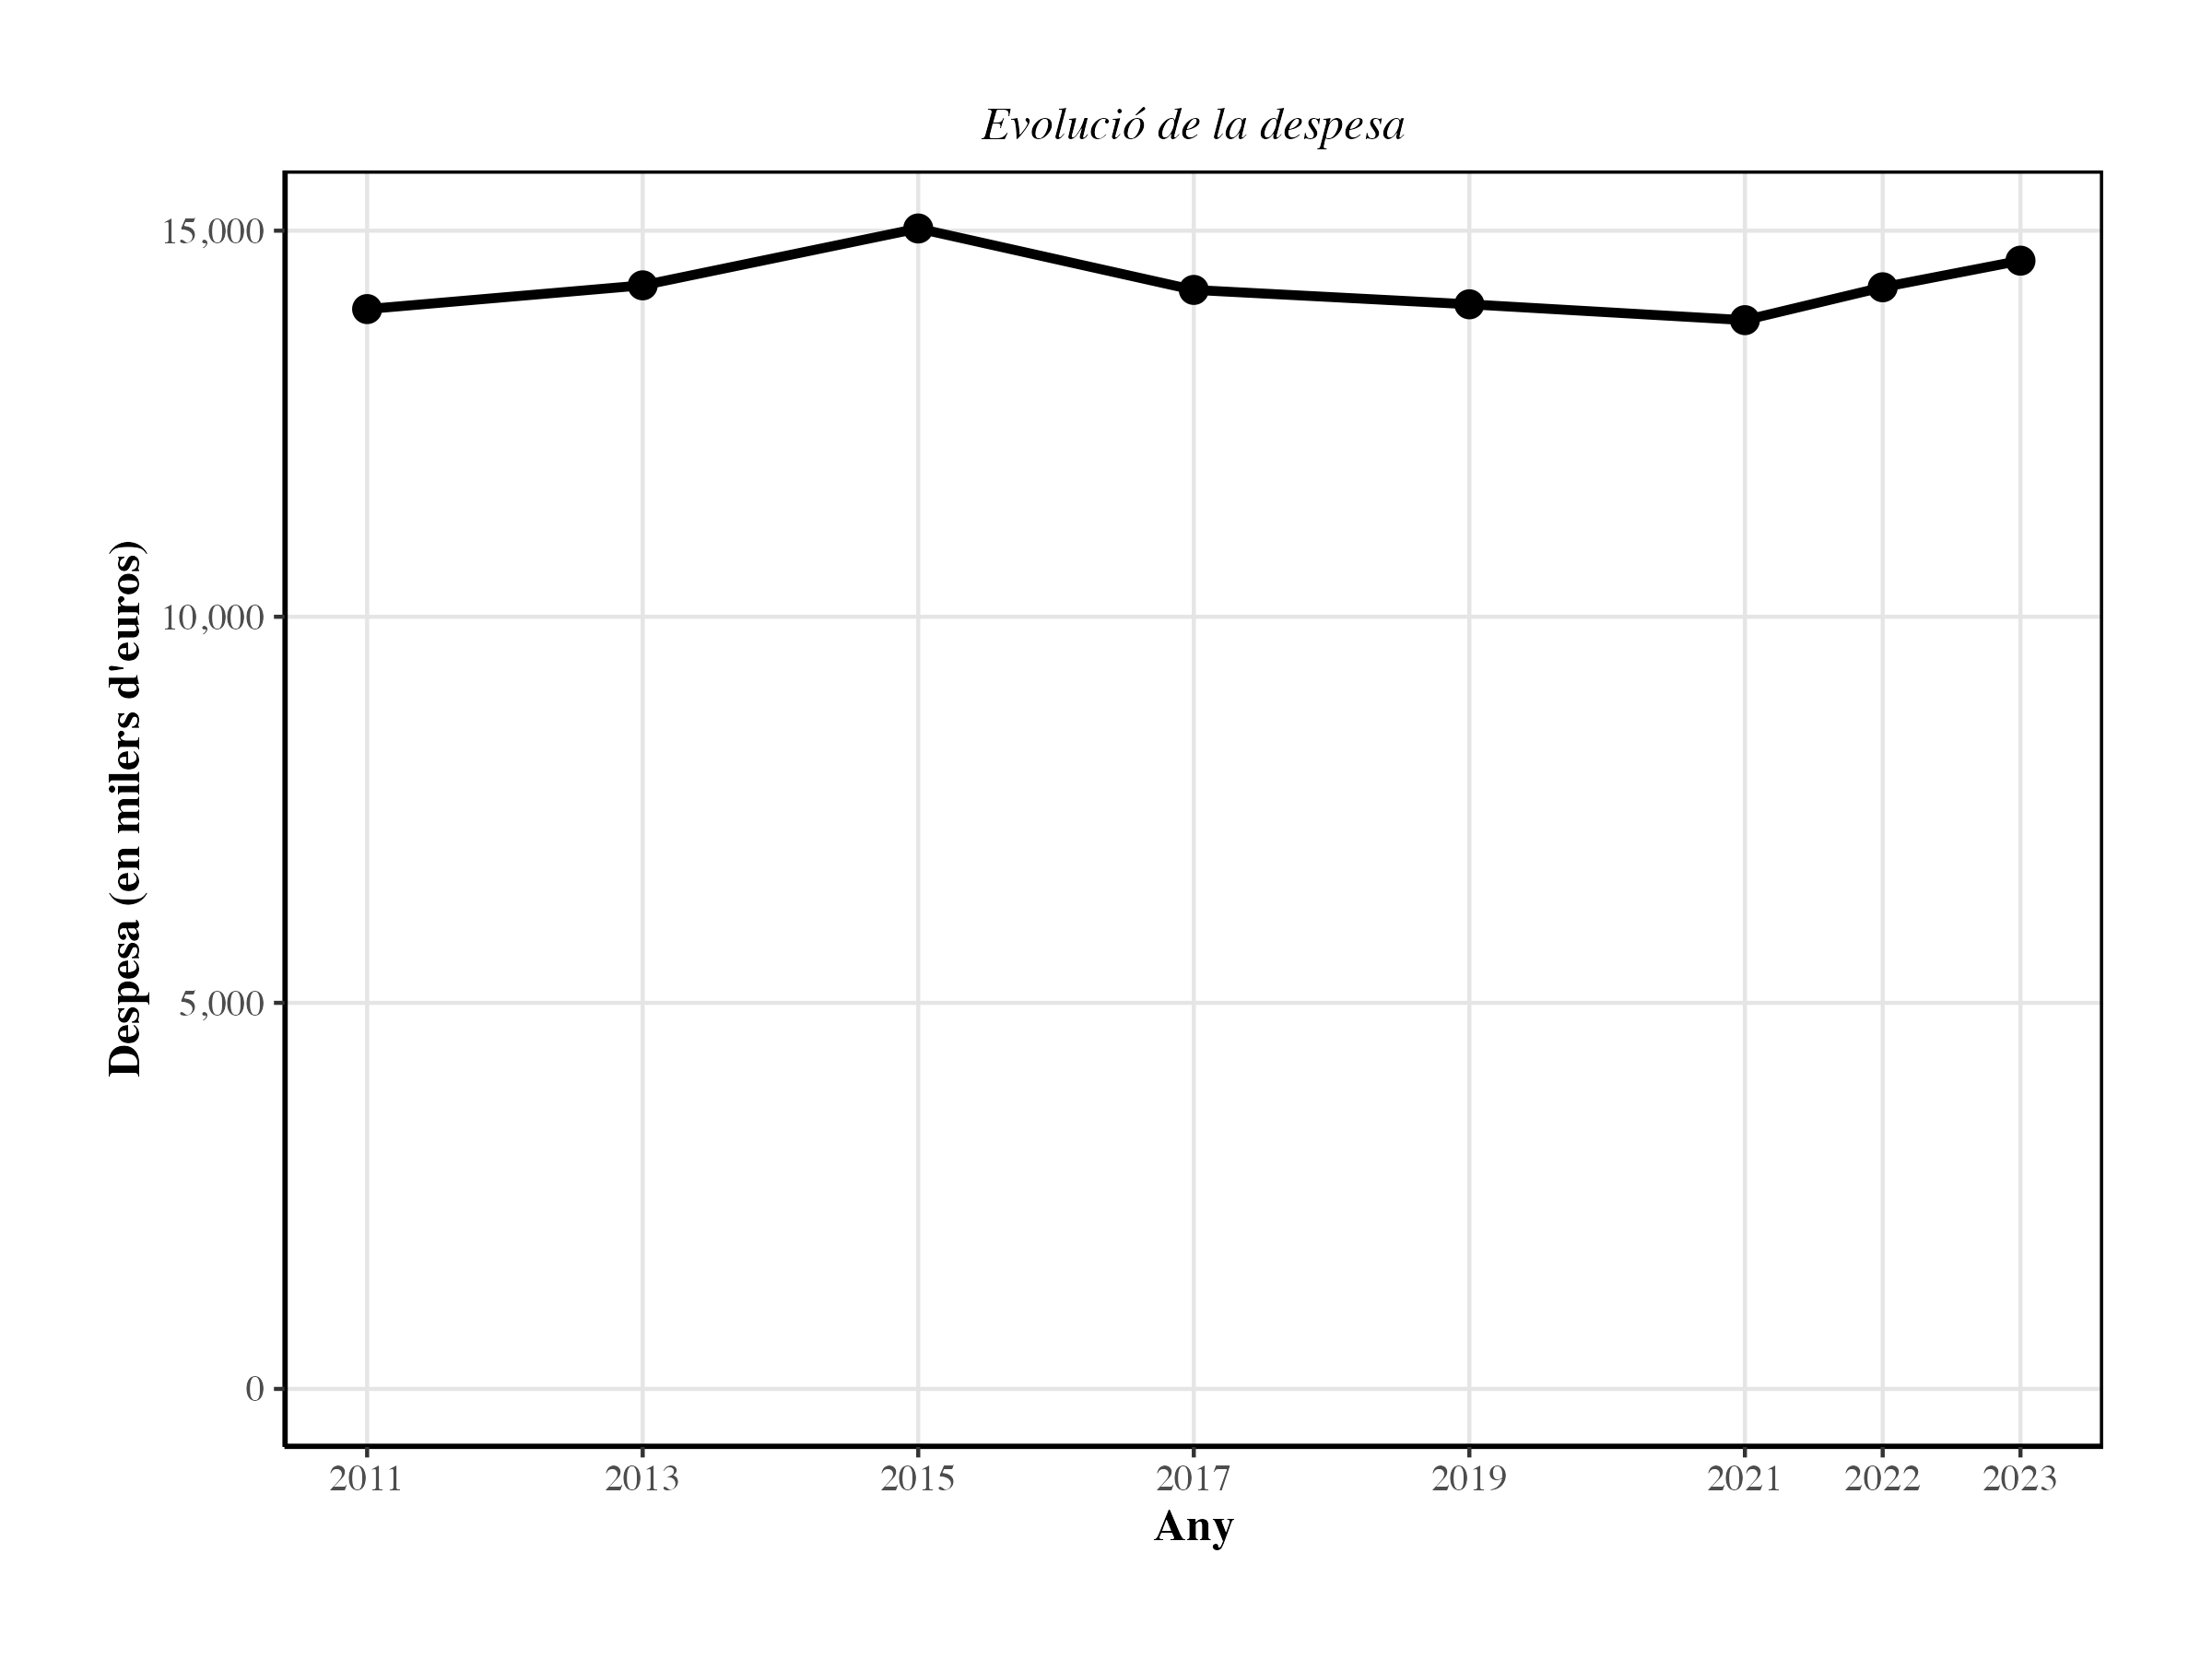 Evolució de la despesa
15,000
10,000
5,000
0
Despesa (en milers d'euros)
2011 2013 2015 2017 2019 2021 2022 2023
Any